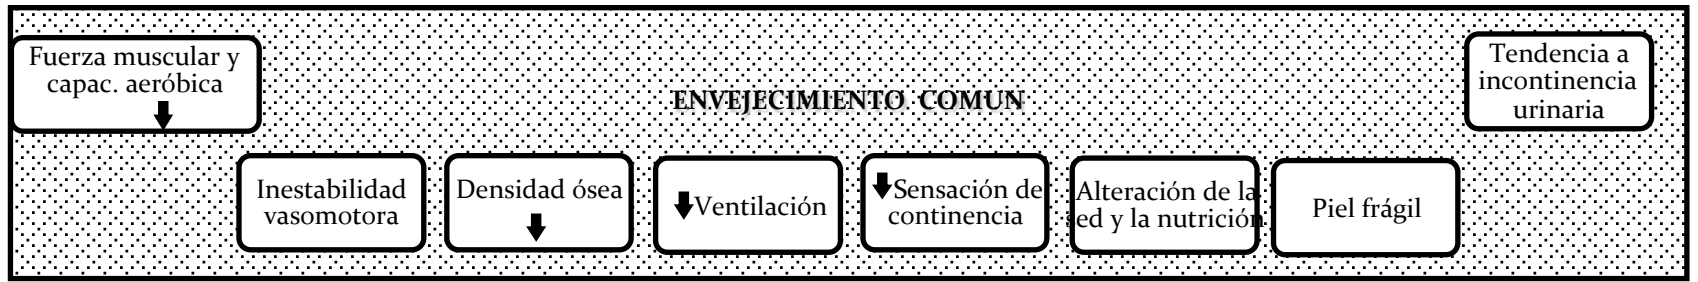 Fuerza muscular y
capac. aeróbica
ENVEJECIMIENTO COMUN
Tendencia a
incontinencia
urinaria
Inestabilidad
vasomotora
Densidad ósea
Ventilación
Sensación de
continencia
Alteración de la
sed y la nutrición
Piel frágil